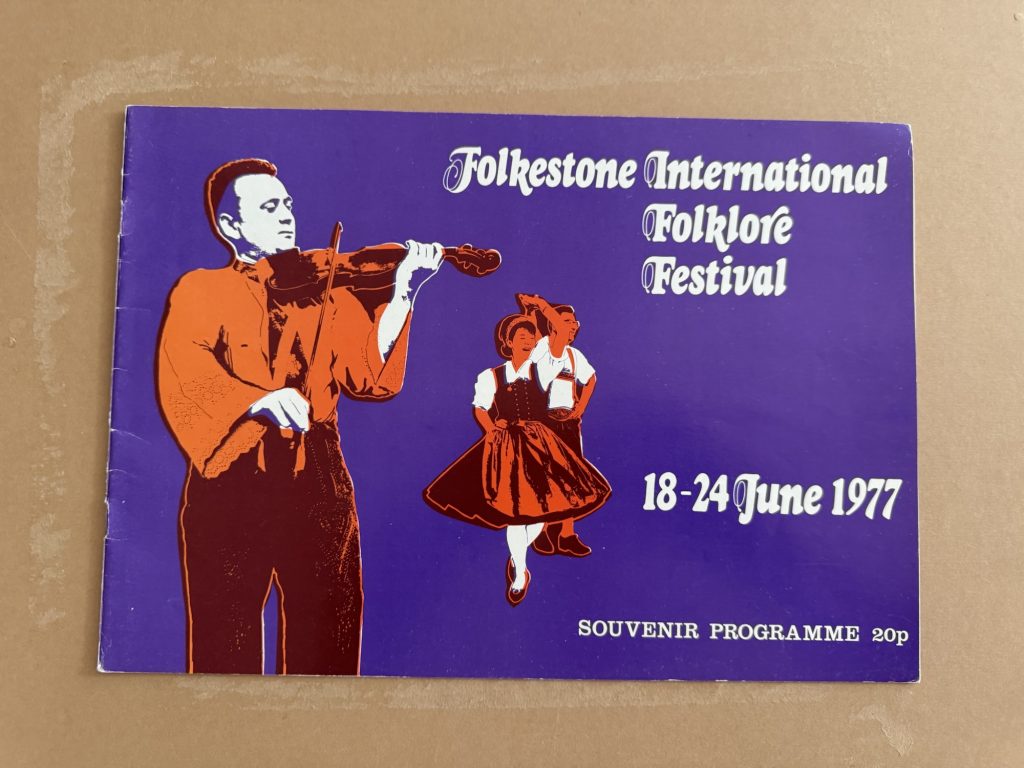 Folkestone International
Folklore
Festival
18-24 June 1977
SOUVENIR PROGRAMME 20p